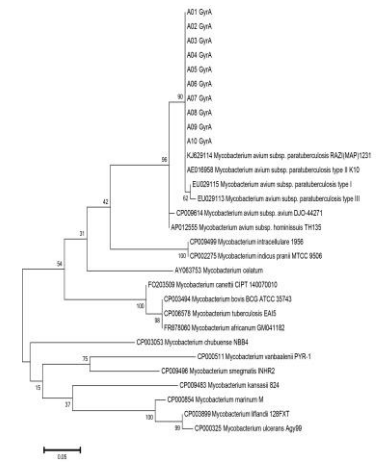 A01 GyrA
A02 GyrA
A03 GyrA
A04 GyrA
A05 GyrA
A06 GyrA
90
A07 GyrA
A08 GyrA
A09 GyrA
A10 GyrA
KJ629114 Mycobacterium avium subsp. paratuberculosis RAZI(MAP)1231
96
AE016958 Mycobacterium avium subsp. paratuberculosis type II K10
EU029115 Mycobacterium avium subsp. paratuberculosis type I
62
EU029113 Mycobacterium avium subsp. paratuberculosis type III
42
CP009614 Mycobacterium avium subsp. avium DJO-44271
AP012555 Mycobacterium avium subsp. hominissuis TH135
31
CP009499 Mycobacterium intracellulare 1956
100
CP002275 Mycobacterium indicus pranii MTCC 9506
54
AY063753 Mycobacterium
FO203509 Mycobacterium canettii CIPT 140070010
100
CP003494 Mycobacterium bovis BCG ATCC 35743
CP006578 Mycobacterium tuberculosis EAI5
98
FR878060 Mycobacterium africanum GM041182
CP003053 Mycobacterium chubuense NBB4
75
CP000511 Mycobacterium vanbaalenii PYR-1
15
CP009496 Mycobacterium smegmatis INHR2
CP009483 Mycobacterium kansasii 824
37
CP000854 Mycobacterium marinum M
100
CP003899 Mycobacterium liflandii 128FXT
99
CP000325 Mycobacterium ulcerans Agy99
0.05